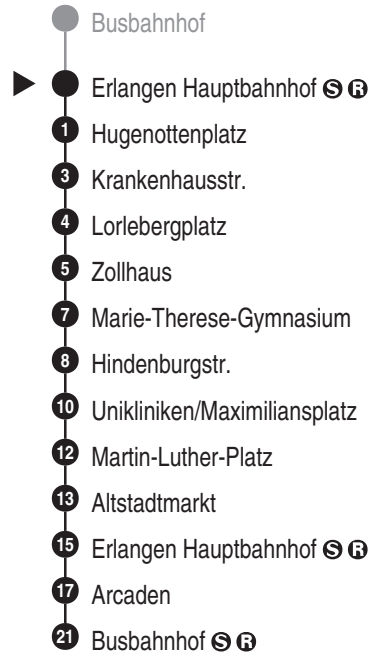 Busbahnhof
Erlangen Hauptbahnhof S R
1 Hugenottenplatz
3 Krankenhausstr.
4 Lorlebergplatz
5 Zollhaus
7 Marie-Therese-Gymnasium
8 Hindenburgstr.
10 Unikliniken/Maximiliansplatz
12 Martin-Luther-Platz
13 Altstadtmarkt
15 Erlangen Hauptbahnhof S R
17 Arcaden
21 Busbahnhof S R